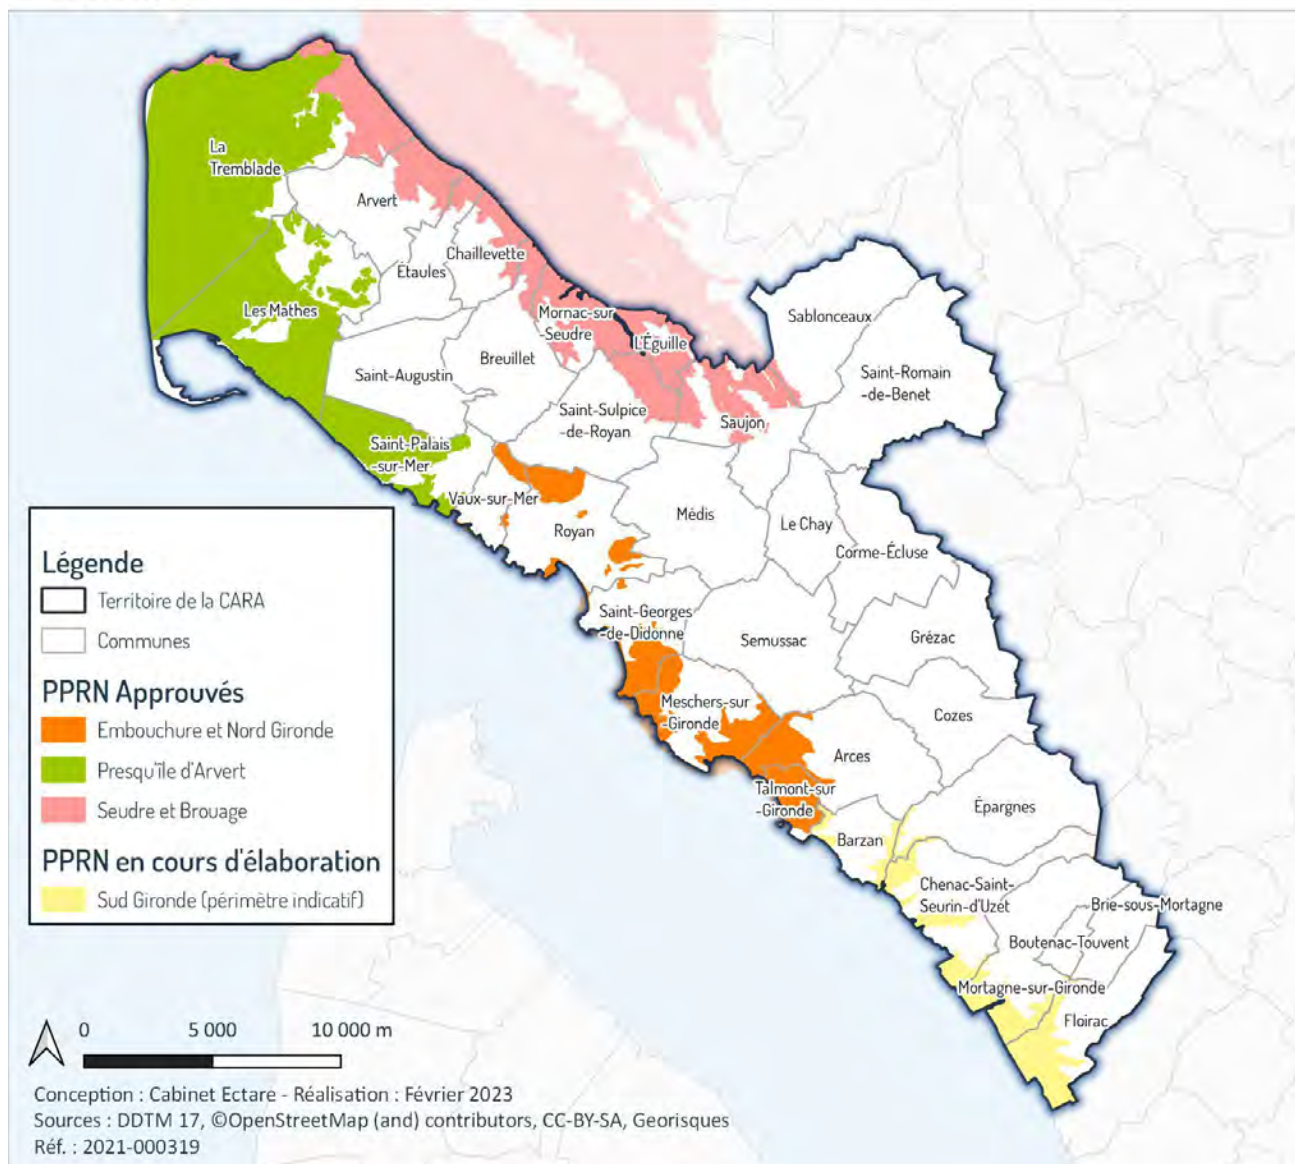 La
Tremblade
Arvert
Chaillevette
Étaules
Les Mathes
Mornac-sur
-Seudre
L'Éguille
Sablonceaux
Breuillet
Saint-Augustin
Saint-Romain
-de-Benet
Saint-Sulpice
-de-Royan
Saujon
Saint-Palais
-sur-Mer
Vaux-sur-Mer
Royan
Médis
Le Chay
Corme-Écluse
Saint-Georges
-de-Didonne
Semussac
Grézac
Meschers-sur
-Gironde
Cozes
Arces
Talmont-sur
-Gironde
Épargnes
Barzan
Chenac-Saint-
Seurin-d'Uzet
Brie-sous-Mortagne
Boutenac-Touvent
Mortagne-sur-Gironde
Floirac
Légende
Territoire de la CARA
Communes
PPRN Approuvés
Embouchure et Nord Gironde
Presqu'île d'Arvert
Seudre et Brouage
PPRN en cours d'élaboration
Sud Gironde (périmètre indicatif)
0 5 000 10 000 m
Conception : Cabinet Ectare - Réalisation : Février 2023
Sources : DDTM 17, ©OpenStreetMap (and) contributors, CC-BY-SA, Georisques
Réf. : 2021-000319